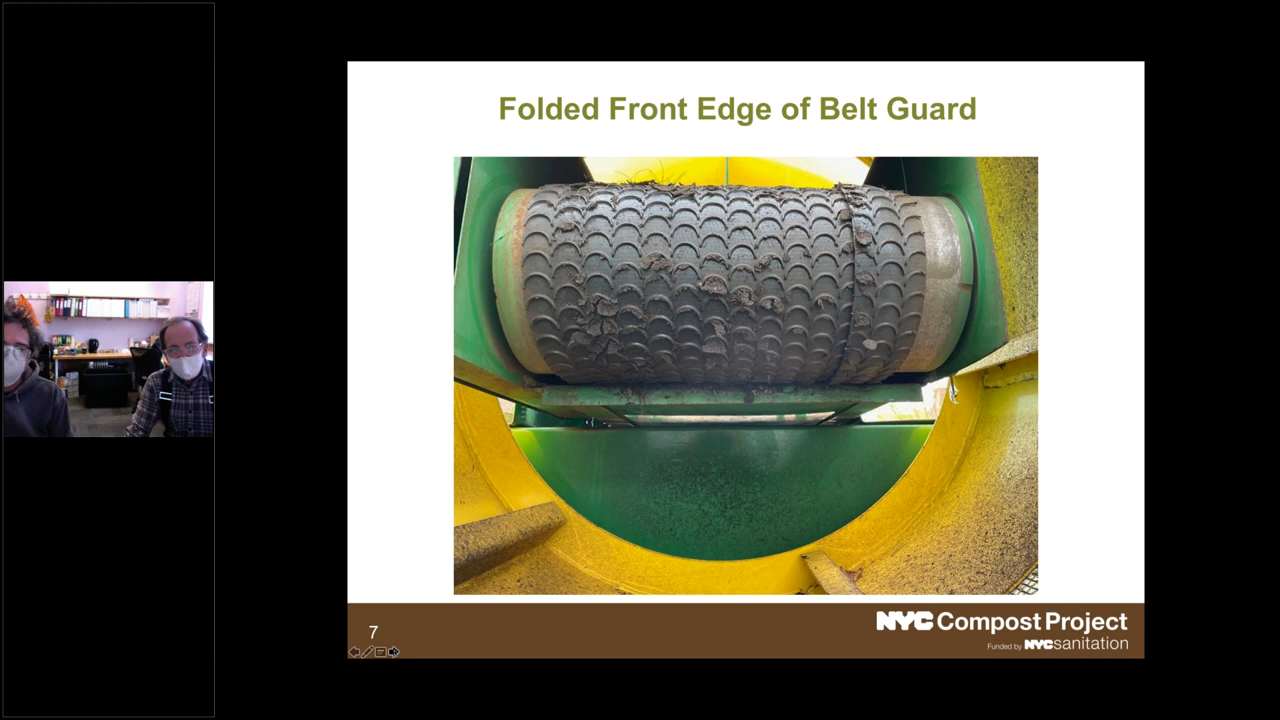 Folded Front Edge of Belt Guard
7
NYC Compost Project
Funded by NYC sanitation